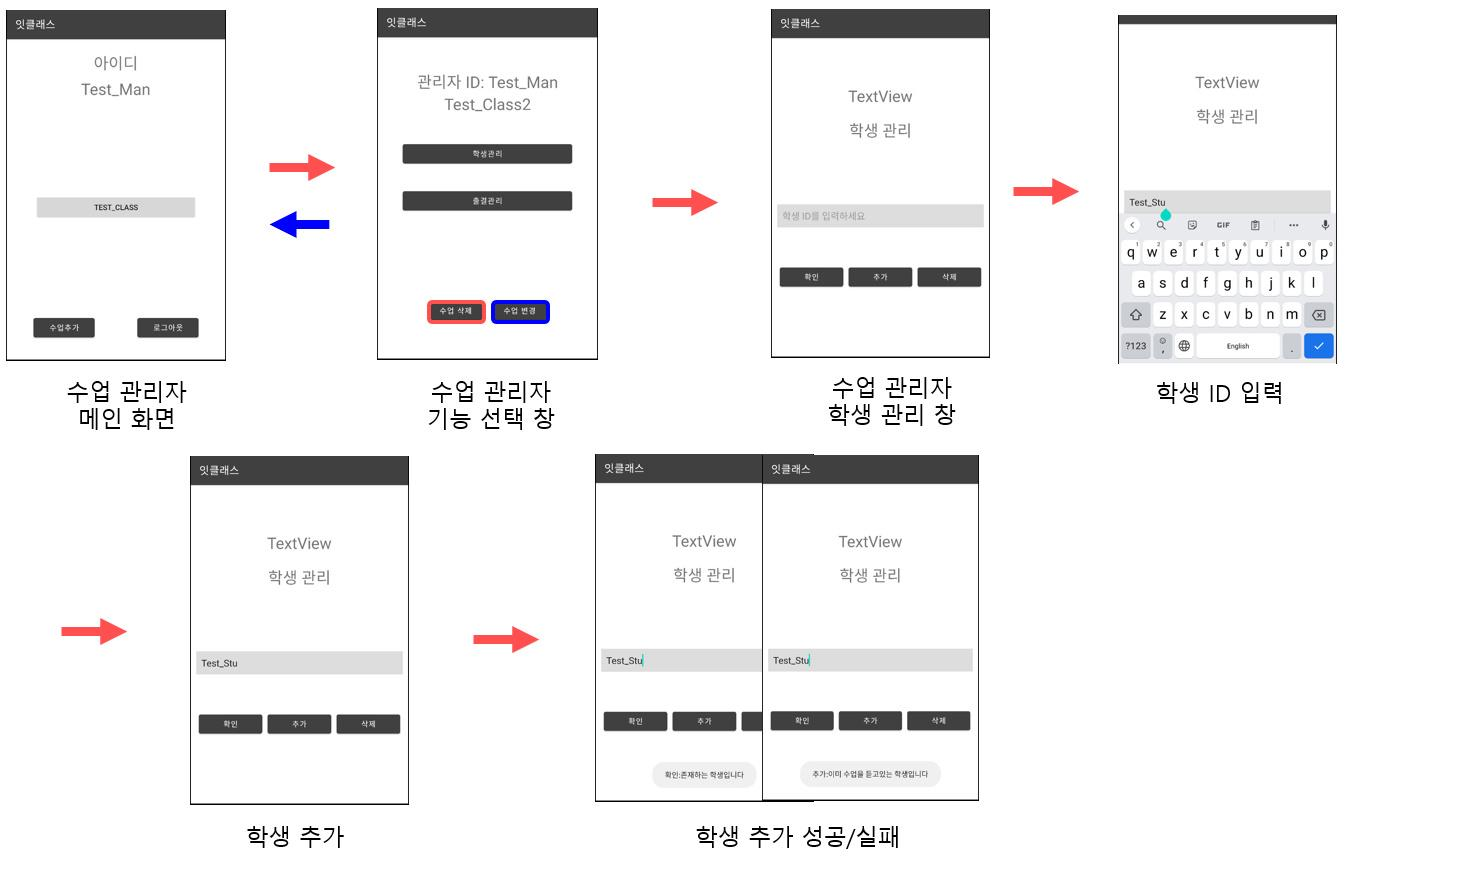 잇클래스
아이디
Test_Man
TEST_CLASS
수업추가
로그아웃
수업 관리자
메인 화면
잇클래스
관리자 ID: Test_Man
Test_Class2
학생관리
출결관리
수업 삭제
수업 변경
수업 관리자
기능 선택 창
잇클래스
TextView
학생 관리
학생 ID를 입력하세요
확인
추가
삭제
수업 관리자
학생 관리 창
TextView
학생 관리
Test_Stu
GIF
q1 w2 e3 r4 t5 y6 u7 i8 o9 p0
a s d f g h j k l
z x c v b n m
?123 , English .
학생 ID 입력
잇클래스
TextView
학생 관리
Test_Stu
확인
추가
삭제
학생 추가
잇클래스
TextView
학생 관리
Test_Stu
확인
추가
확인:존재하는 학생입니다
잇클래스
TextView
학생 관리
Test_Stu
확인
추가
삭제
추가:이미 수업을 듣고있는 학생입니다
학생 추가 성공/실패